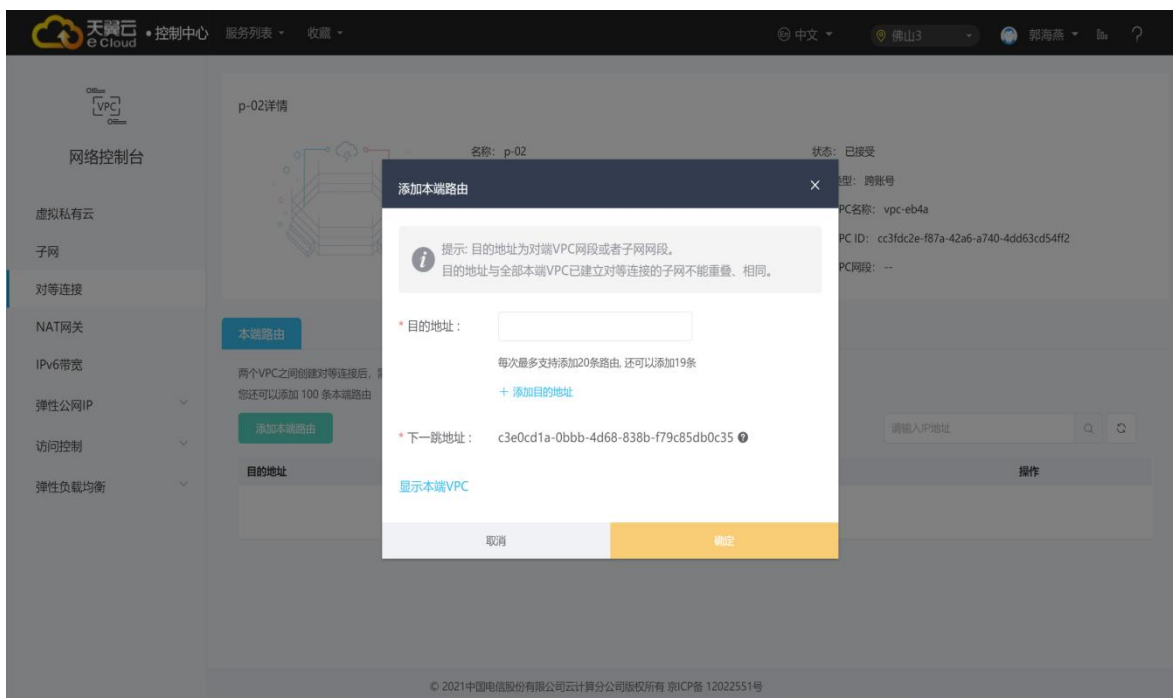 天翼云
e Cloud
•控制中心
服务列表
收藏
中文
佛山3
郭海燕
VPC
网络控制台
虚拟私有云
子网
对等连接
NAT网关
IPv6带宽
弹性公网IP
访问控制
弹性负载均衡
p-02详情
名称: p-02
状态: 已接受
型: 跨账号
PC名称: vpc-eb4a
PC ID: cc3fdc2e-f87a-42a6-a740-4dd63cd54ff2
PC网段: --
本端路由
两个VPC之间创建对等连接后,
您还可以添加 100 条本端路由
添加本端路由
请输入IP地址
目的地址
操作
添加本端路由
提示: 目的地址为对端VPC网段或者子网网段。
目的地址与全部本端VPC已建立对等连接的子网不能重叠、相同。
* 目的地址 :
每次最多支持添加20条路由, 还可以添加19条
+ 添加目的地址
* 下一跳地址 : c3e0cd1a-0bbb-4d68-838b-f79c85db0c35
显示本端VPC
取消
确定
© 2021中国电信股份有限公司云计算分公司版权所有 京ICP备 12022551号